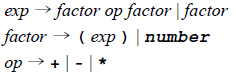 exp → factor op factor | factor
factor → ( exp ) | number
op → + | - | *